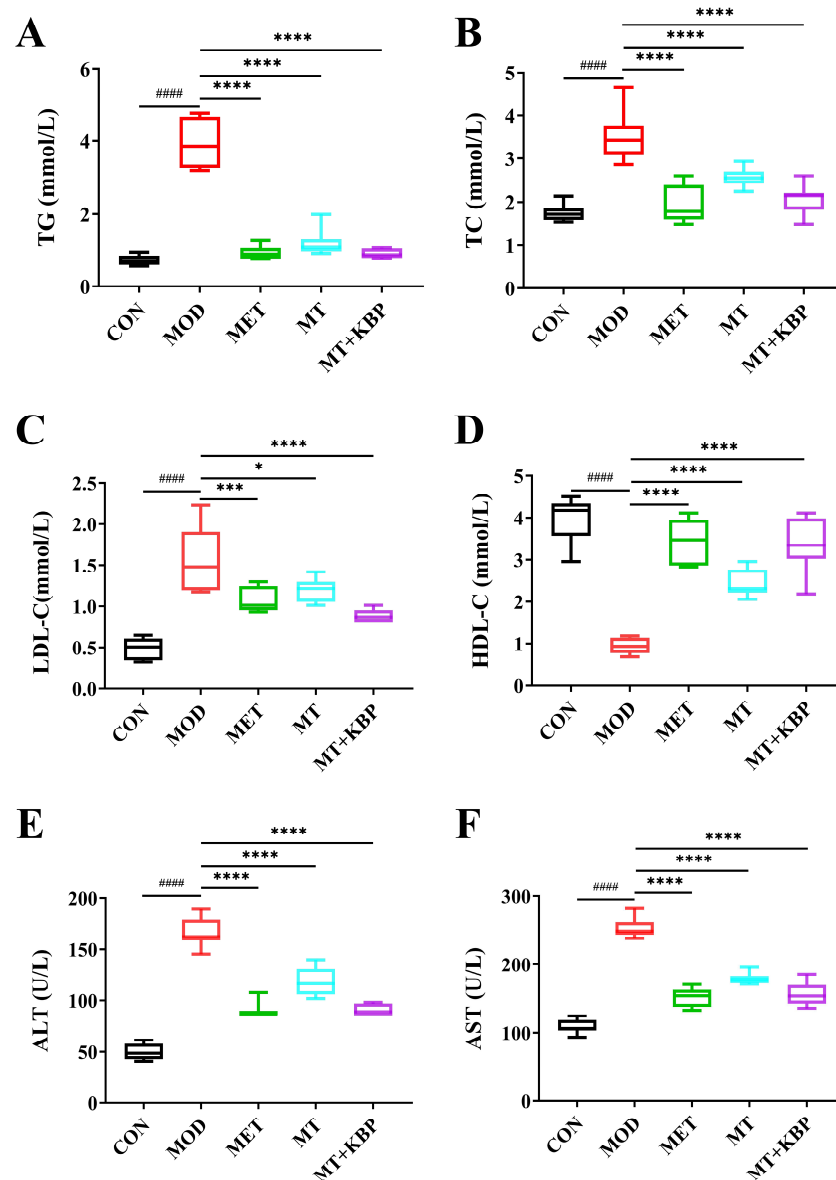 A
****
****
####
****
TG (mmol/L)
6
4
2
0
CON
MOD
MET
MT
MT+KBP
B
****
****
####
****
TC (mmol/L)
5
4
3
2
1
0
CON
MOD
MET
MT
MT+KBP
C
****
*
####
***
LDL-C(mmol/L)
2.5
2.0
1.5
1.0
0.5
0.0
CON
MOD
MET
MT
MT+KBP
D
****
****
####
****
HDL-C (mmol/L)
5
4
3
2
1
0
CON
MOD
MET
MT
MT+KBP
E
****
****
####
****
ALT (U/L)
200
150
100
50
0
CON
MOD
MET
MT
MT+KBP
F
****
****
####
****
AST (U/L)
300
200
100
0
CON
MOD
MET
MT
MT+KBP